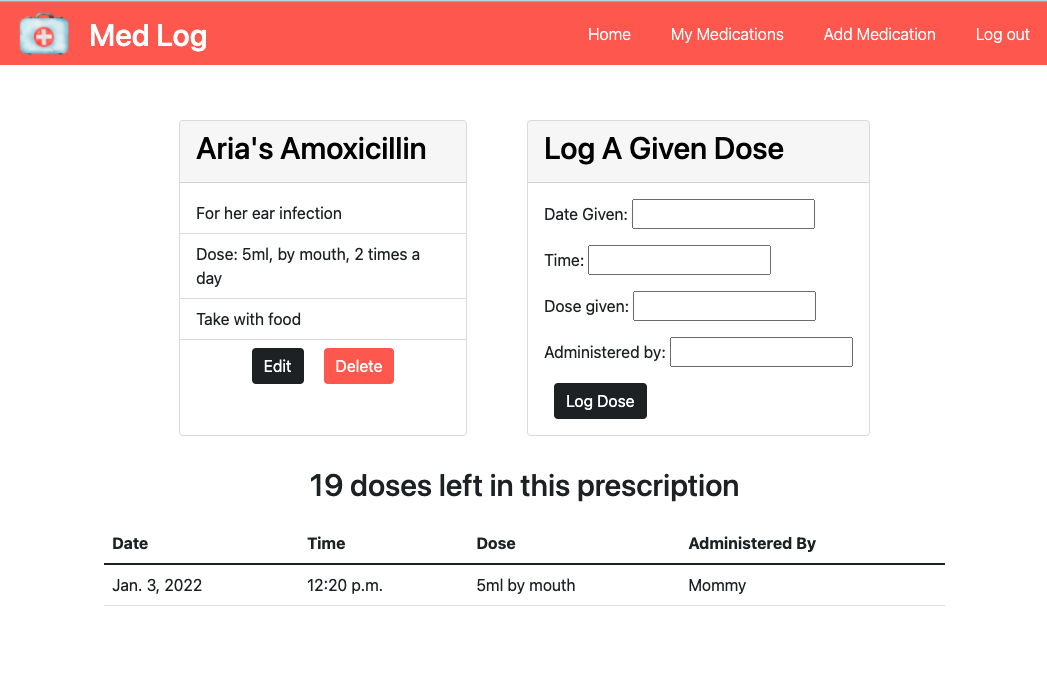 Med Log
Home
My Medications
Add Medication
Log out
Aria's Amoxicillin
For her ear infection
Dose: 5ml, by mouth, 2 times a
day
Take with food
Edit
Delete
Log A Given Dose
Date Given:
Time:
Dose given:
Administered by:
Log Dose
19 doses left in this prescription
Date Time Dose Administered By
Jan. 3, 2022 12:20 p.m. 5ml by mouth Mommy